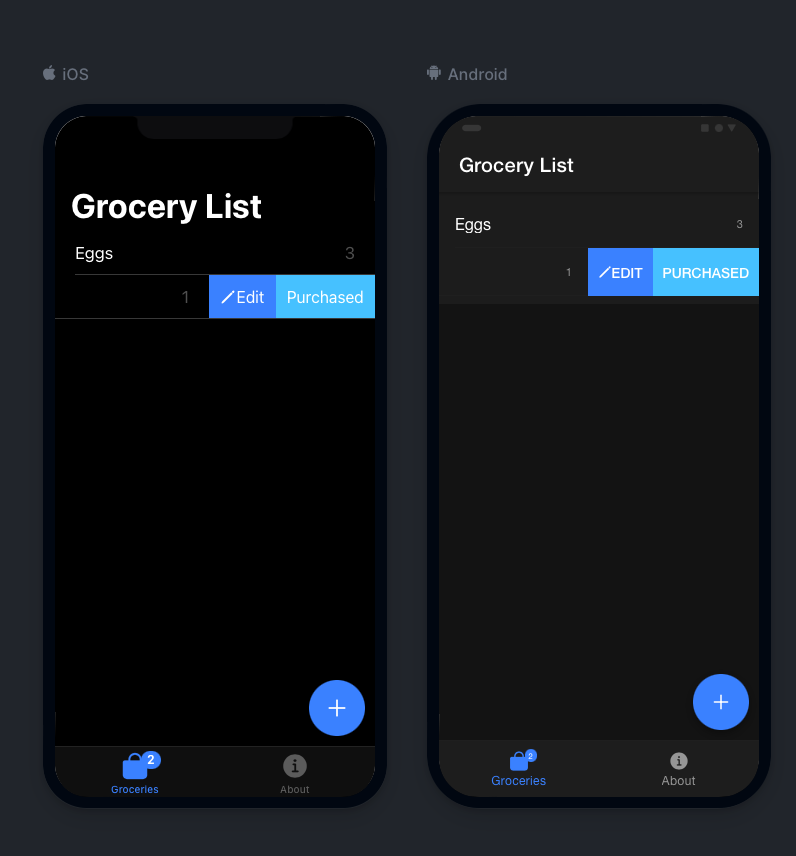 iOS
Grocery List
Eggs 3
1 Edit Purchased
2
Groceries About
Android
Grocery List
Eggs 3
1 EDIT PURCHASED
2
Groceries About